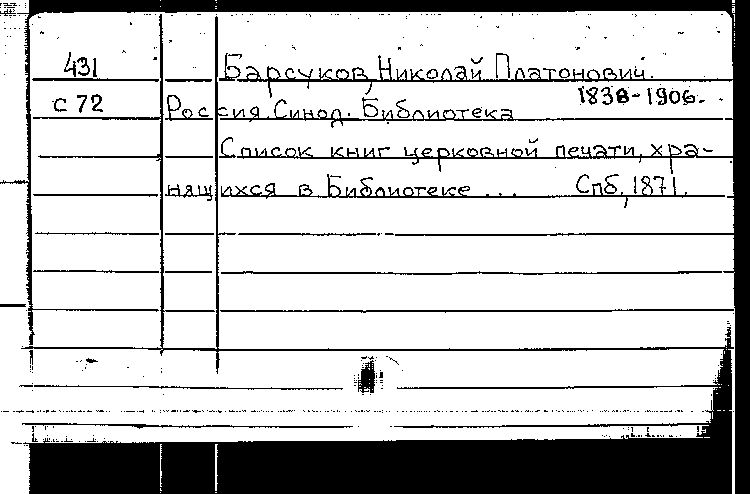 431 Барсуков, Николай Платонович.
с 72 Россия. Синод. Библиотека 1838-1906.
Список книг церковной печати, хра-
нящихся в Библиотеке ... Спб., 1871.